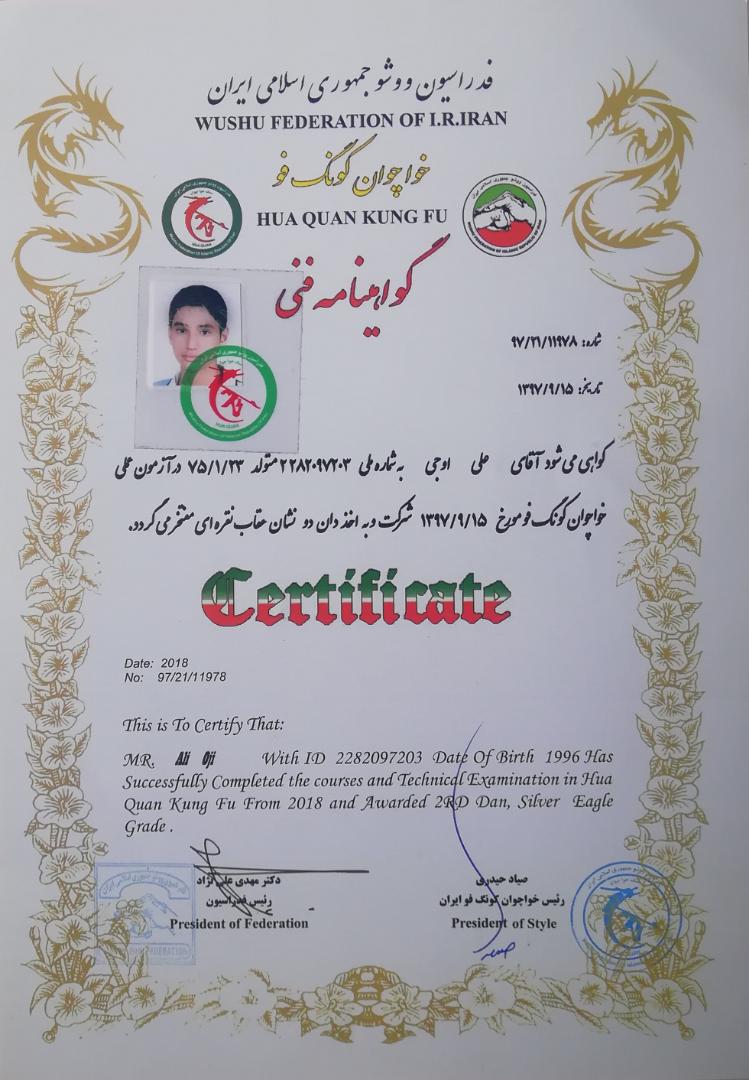 فدراسیون ووشو جمهوری اسلامی ایران
WUSHU FEDERATION OF I.R.IRAN
خواچوان کونگ فو
HUA QUAN KUNG FU
گواهینامه فنی
شماره: ۹۷/۲۱/۱۱۹۷۸
تاریخ: ۱۳۹۷/۹/۱۵
گواهی می شود آقای علی اوجی به شماره ملی ۲۲۸۲۰۹۷۲۰۳ متولد ۷۵/۱/۲۳ در آزمون عملی
خواچوان کونگ فو مورخ ۱۳۹۷/۹/۱۵ شرکت و به اخذ دان دو نشان عقاب نقره ای مفتخر می گردد.
Certificate
Date: 2018
No: 97/21/11978
This is To Certify That:
MR. Ali Oji With ID 2282097203 Date Of Birth 1996 Has
Successfully Completed the courses and Technical Examination in Hua
Quan Kung Fu From 2018 and Awarded 2RD Dan, Silver Eagle
Grade .
دکتر مهدی علی نژاد
رئیس فدراسیون
President of Federation
صیاد حیدری
رئیس خواچوان کونگ فو ایران
President of Style